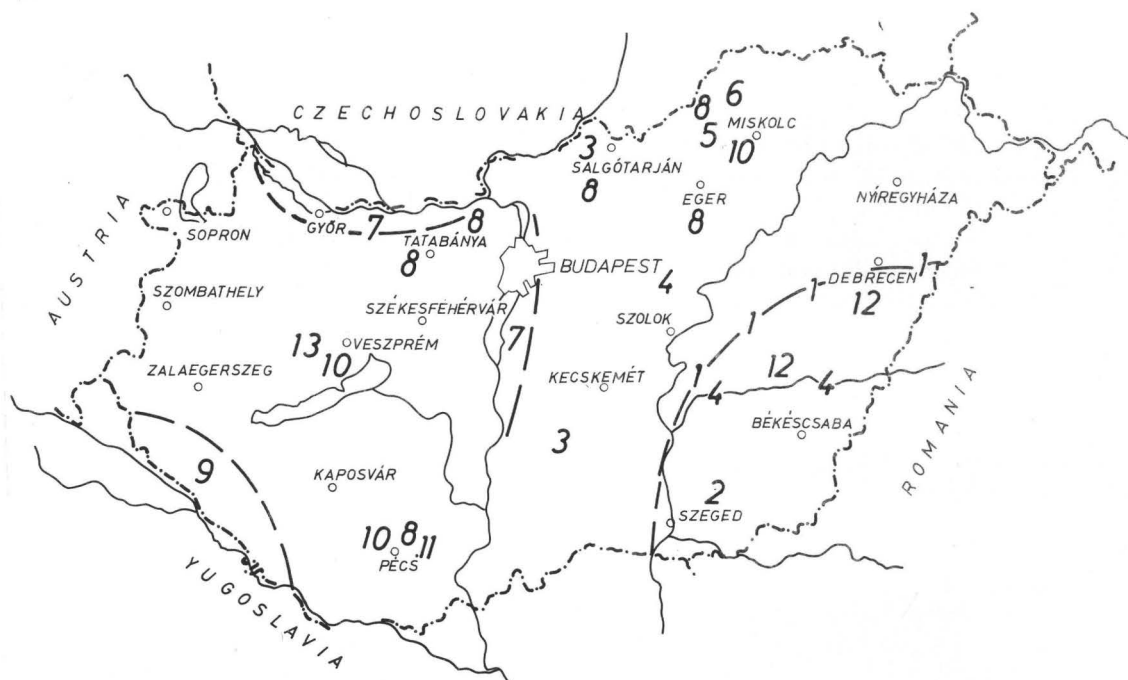 CZECHOSLOVAKIA
6
8
5
MISKOLC
10
3
SALGÓTARJÁN
8
EGER
8
NYÍREGYHÁZA
AUSTRIA
SOPRON
GYŐR
7
8
TATABÁNYA
8
BUDAPEST
4
DEBRECEN
1
1
12
SZOMBATHELY
SZÉKESFEHÉRVÁR
SZOLOK
1
7
13
VESZPRÉM
10
ZALAEGERSZEG
KECSKEMÉT
1
4
12
4
BÉKÉSCSABA
ROMANIA
3
9
KAPOSVÁR
2
SZEGED
10
8
11
PÉCS
YUGOSLAVIA